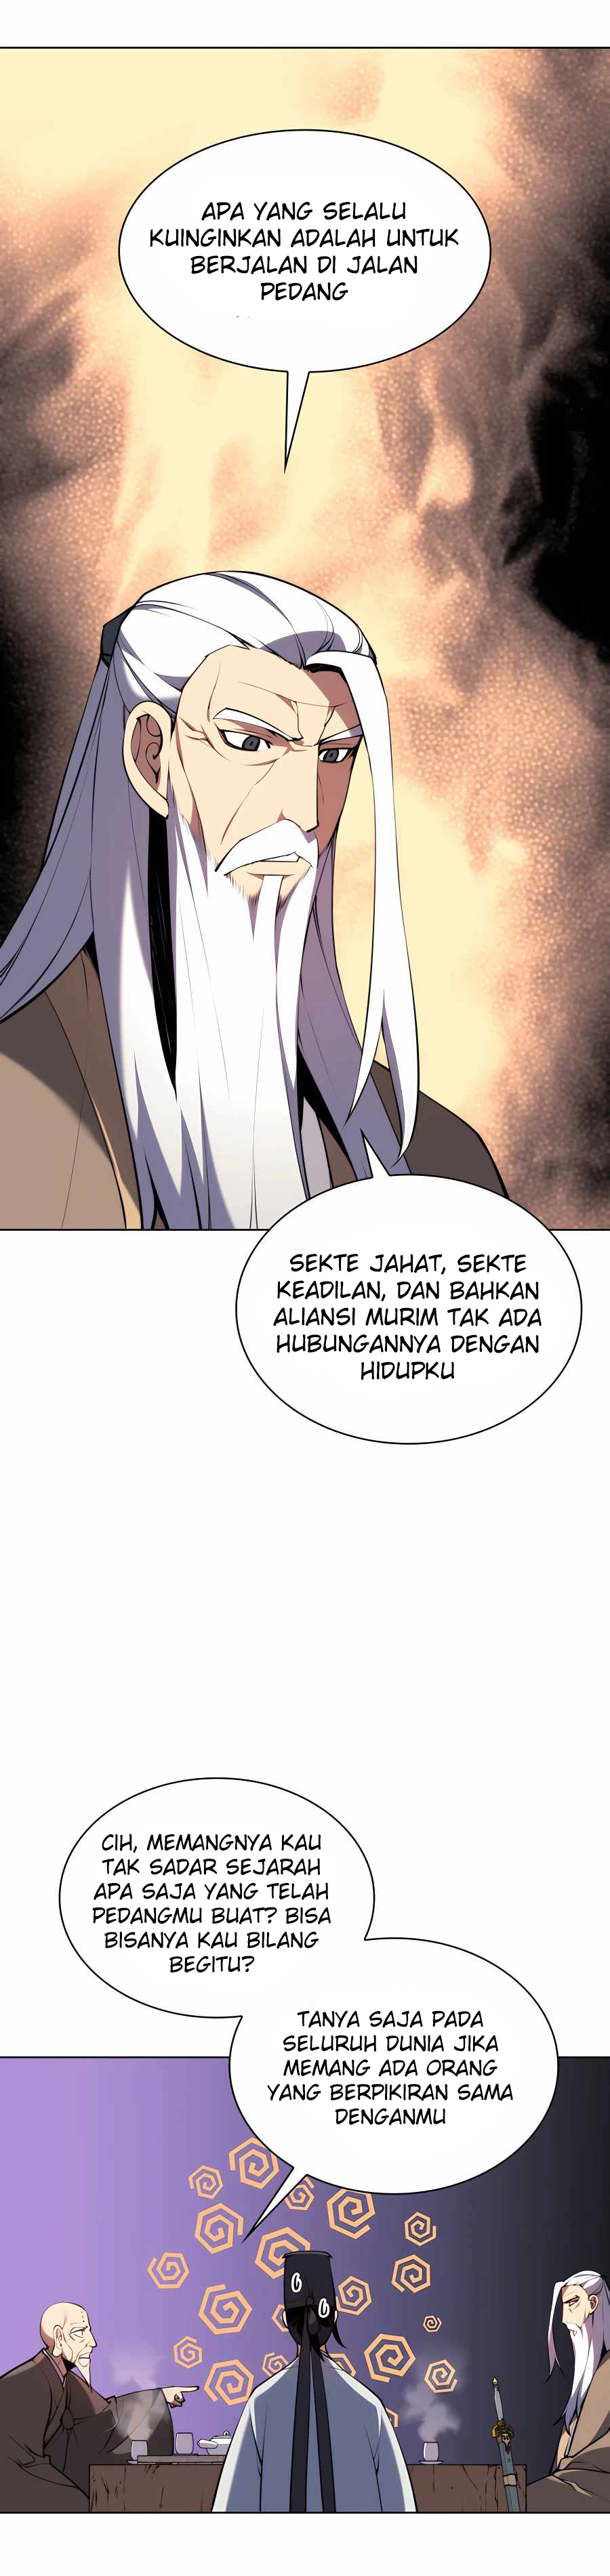 APA YANG SELALU
KUINGINKAN ADALAH UNTUK
BERJALAN DI JALAN
PEDANG
SEKTE JAHAT, SEKTE
KEADILAN, DAN BAHKAN
ALIANSI MURIM TAK ADA
HUBUNGANNYA DENGAN
HIDUPKU
CIH, MEMANGNYA KAU
TAK SADAR SEJARAH
APA SAJA YANG TELAH
PEDANGMU BUAT? BISA
BISANYA KAU BILANG
BEGITU?
TANYA SAJA PADA
SELURUH DUNIA JIKA
MEMANG ADA ORANG
YANG BERPIKIRAN SAMA
DENGANMU